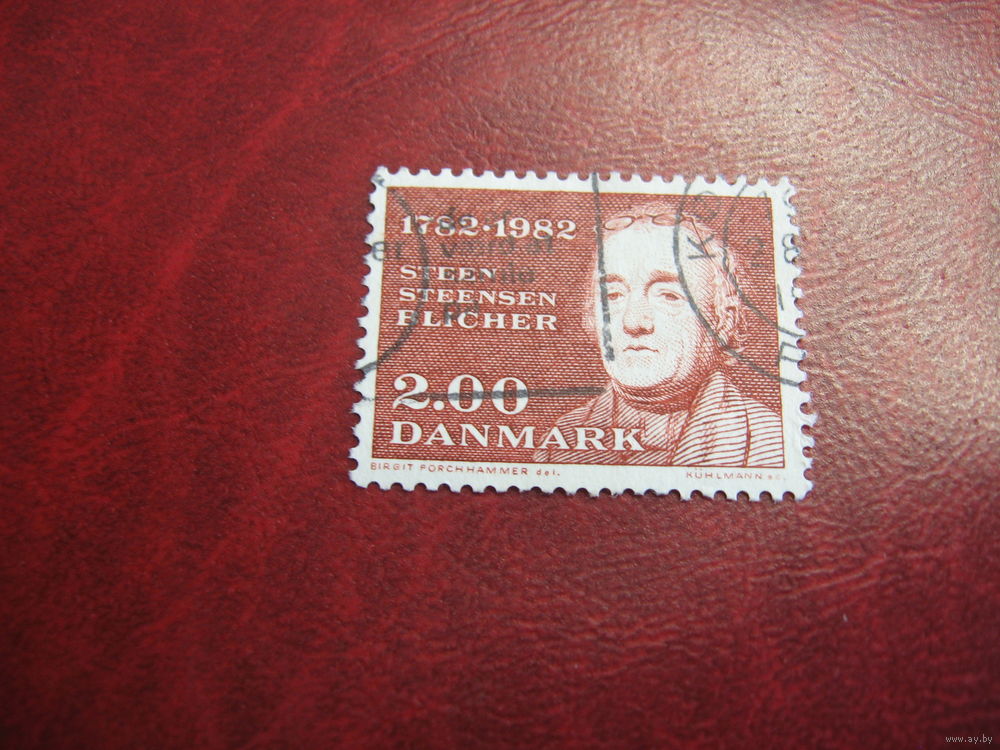 1782·1982
STEEN
STEENSEN
BLICHER
2.00
DANMARK
BIRGIT FORCHHAMMER del.
KÜHLMANN sc.
www.ay.by